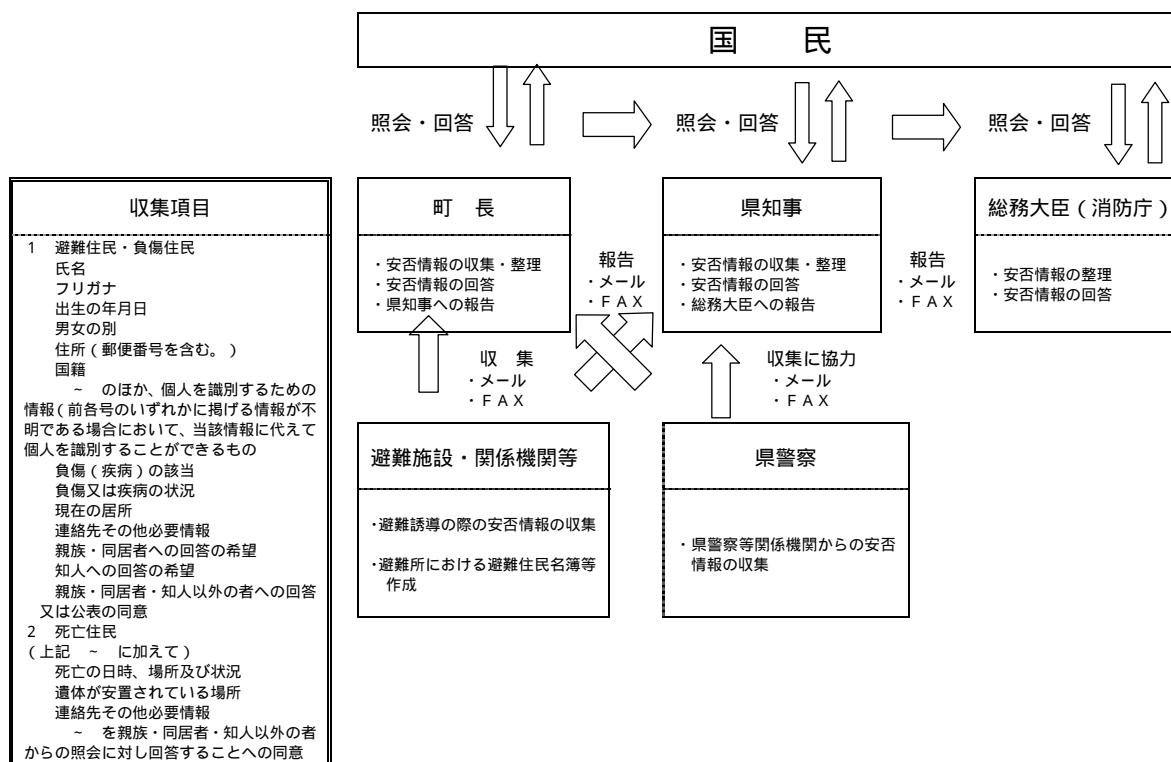 国　民
照会・回答
照会・回答
照会・回答
収集項目
1　避難住民・負傷住民
氏名
フリガナ
出生の年月日
男女の別
住所（郵便番号を含む。）
国籍
～　のほか、個人を識別するための
情報（前各号のいずれかに掲げる情報が不
明である場合において、当該情報に代えて
個人を識別することができるもの
負傷（疾病）の該当
負傷又は疾病の状況
現在の居所
連絡先その他必要情報
親族・同居者への回答の希望
知人への回答の希望
親族・同居者・知人以外の者への回答
又は公表の同意
2　死亡住民
（上記　～　に加えて）
死亡の日時、場所及び状況
遺体が安置されている場所
連絡先その他必要情報
～　を親族・同居者・知人以外の者
からの照会に対し回答することへの同意
町　長
・安否情報の収集・整理
・安否情報の回答
・県知事への報告
報告
・メール
・ＦＡＸ
県知事
・安否情報の収集・整理
・安否情報の回答
・総務大臣への報告
報告
・メール
・ＦＡＸ
総務大臣（消防庁）
・安否情報の整理
・安否情報の回答
収　集
・メール
・ＦＡＸ
収集に協力
・メール
・ＦＡＸ
避難施設・関係機関等
・避難誘導の際の安否情報の収集
・避難所における避難住民名簿等
作成
県警察
・県警察等関係機関からの安否
情報の収集